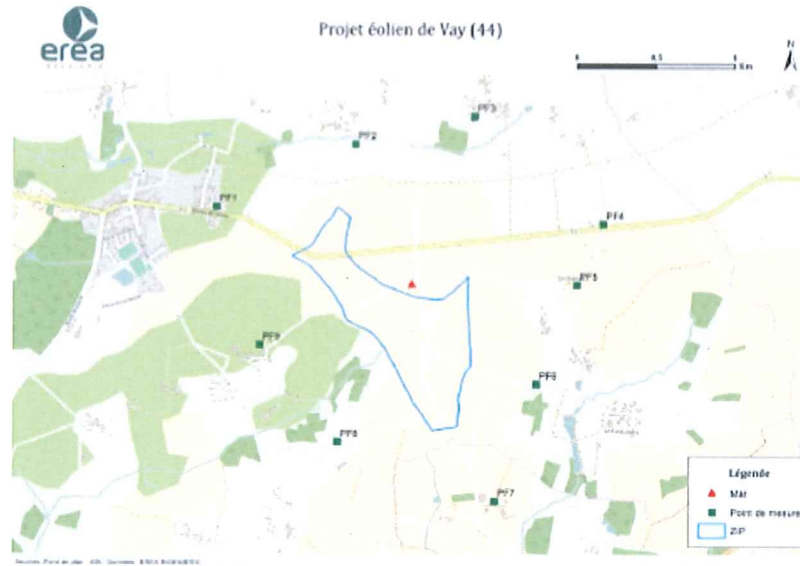 Projet éolien de Vay (44)
erea
INGENIERIE
N
0 0,5 1
Km
PF3
PF2
PF1
PF4
PF5
PF9
PF6
PF8
PF7
Légende
Mât
Point de mesure
ZIP